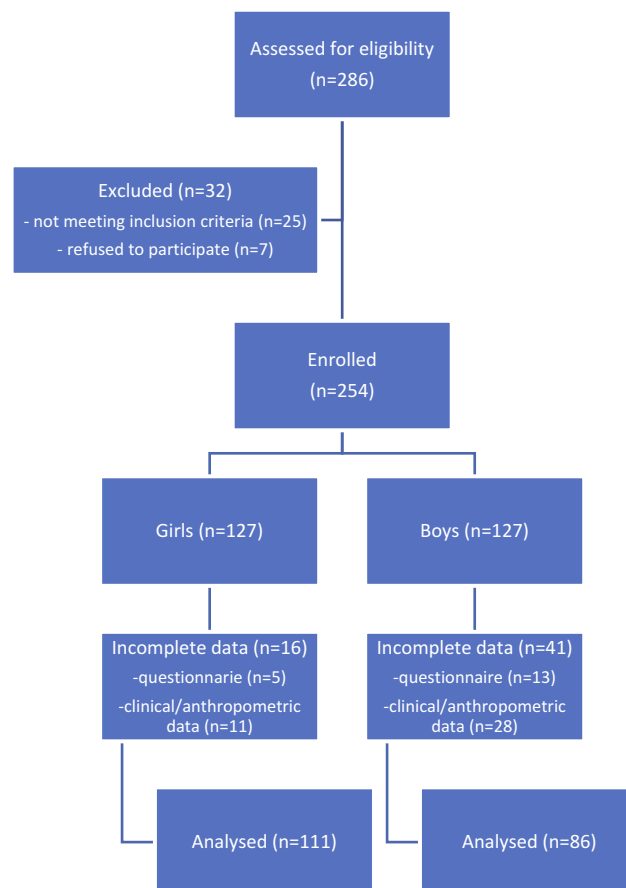 Assessed for eligibility
(n=286)
Excluded (n=32)
- not meeting inclusion criteria (n=25)
- refused to participate (n=7)
Enrolled
(n=254)
Girls (n=127)
Boys (n=127)
Incomplete data (n=16)
-questionnarie (n=5)
-clinical/anthropometric
data (n=11)
Incomplete data (n=41)
-questionnaire (n=13)
-clinical/anthropometric
data (n=28)
Analysed (n=111)
Analysed (n=86)